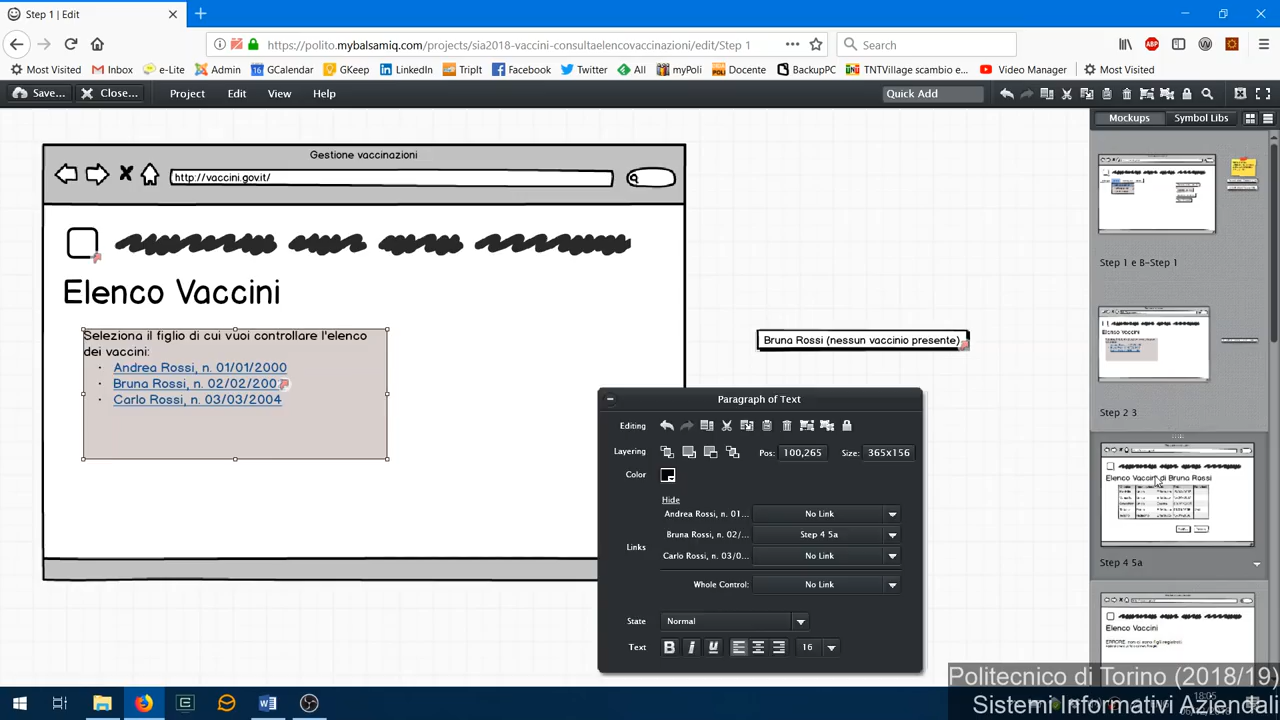 Step 1 | Edit
https://polito.mybalsamiq.com/projects/sia2018-vaccini-consultaelencovaccinazioni/edit/Step 1
Search
Most Visited
Inbox
e-Lite
Admin
GCalendar
GKeep
LinkedIn
TripIt
Facebook
Twitter
All
myPoli
Docente
BackupPC
TNTVillage scambio e...
Video Manager
Most Visited
Save...
Close...
Project
Edit
View
Help
Quick Add
Mockups
Symbol Libs
Gestione vaccinazioni
http://vaccini.gov.it/
Elenco Vaccini
Seleziona il figlio di cui vuoi controllare l'elenco
dei vaccini:
• Andrea Rossi, n. 01/01/2000
• Bruna Rossi, n. 02/02/200
• Carlo Rossi, n. 03/03/2004
Bruna Rossi (nessun vaccinio presente)
Paragraph of Text
Editing
Layering
Pos: 100,265
Size: 365x156
Color
Hide
Links
Andrea Rossi, n. 01... No Link
Bruna Rossi, n. 02/... Step 4 5a
Carlo Rossi, n. 03/0... No Link
Whole Control: No Link
State Normal
Text B i U 16
Step 1 e B-Step 1
Elenco Vaccini
Step 2 3
Elenco Vaccini di Bruna Rossi
Step 4 5a
Elenco Vaccini
Politecnico di Torino (2018/19)
Sistemi Informativi Aziendali
18:05